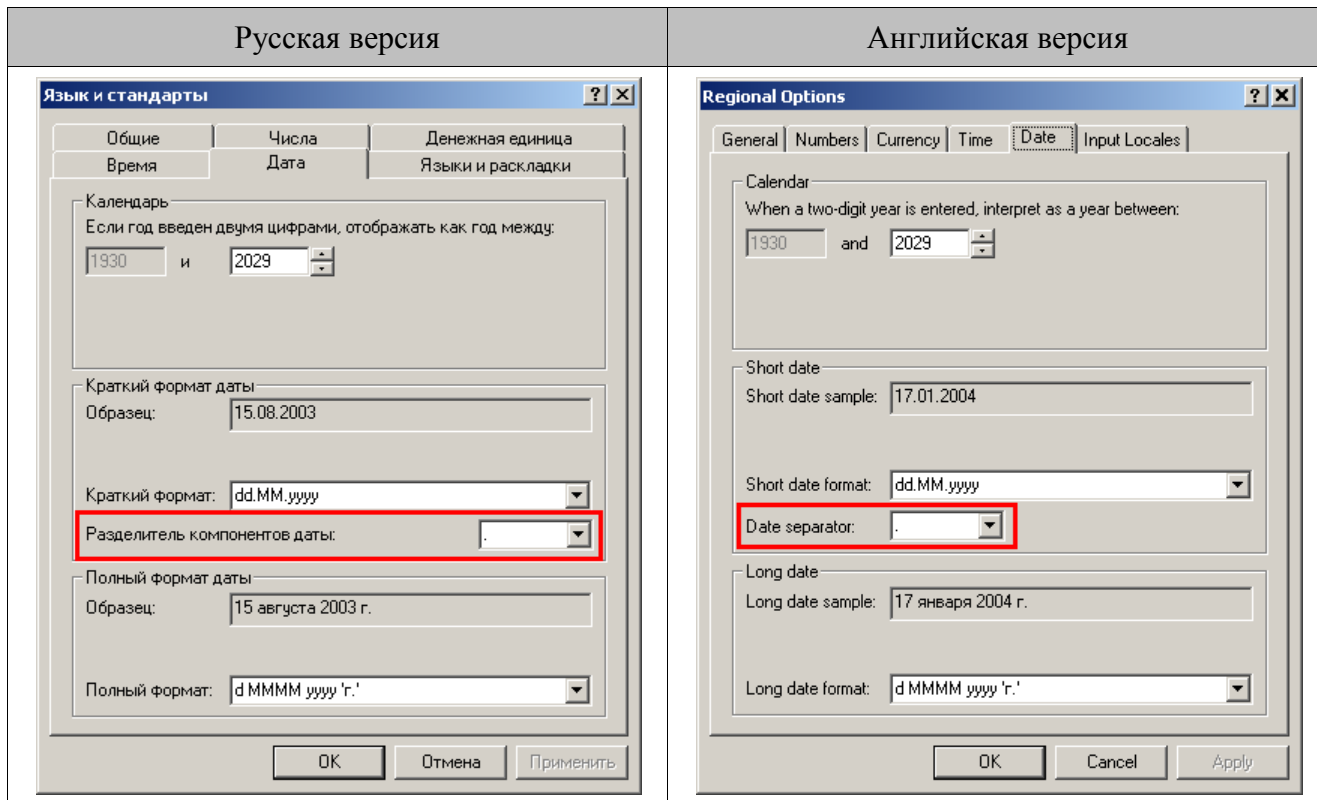 Русская версия
Английская версия
Язык и стандарты
Общие
Числа
Денежная единица
Время
Дата
Языки и раскладки
Календарь
Если год введен двумя цифрами, отображать как год между:
1930 и 2029
Краткий формат даты
Образец: 15.08.2003
Краткий формат: dd.MM.yyyy
Разделитель компонентов даты: .
Полный формат даты
Образец: 15 августа 2003 г.
Полный формат: d MMMM yyyy 'г.'
OK
Отмена
Применить
Regional Options
General
Numbers
Currency
Time
Date
Input Locales
Calendar
When a two-digit year is entered, interpret as a year between:
1930 and 2029
Short date
Short date sample: 17.01.2004
Short date format: dd.MM.yyyy
Date separator: .
Long date
Long date sample: 17 января 2004 г.
Long date format: d MMMM yyyy 'г.'
OK
Cancel
Apply